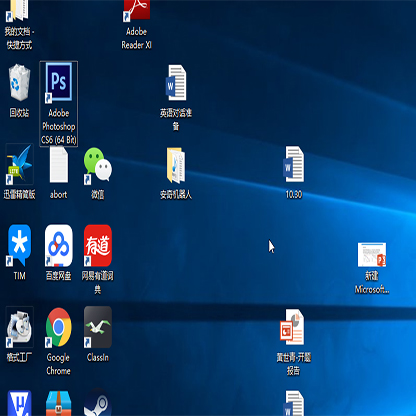 我的文档 -
快捷方式
Adobe
Reader XI
回收站
Ps
Adobe
Photoshop
CS6 (64 Bit)
英语对话准
备
迅雷精简版
abort
微信
安奇机器人
10.30
TIM
百度网盘
有道
网易有道词
典
新建
Microsoft...
格式工厂
Google
Chrome
ClassIn
黄世青-开题
报告